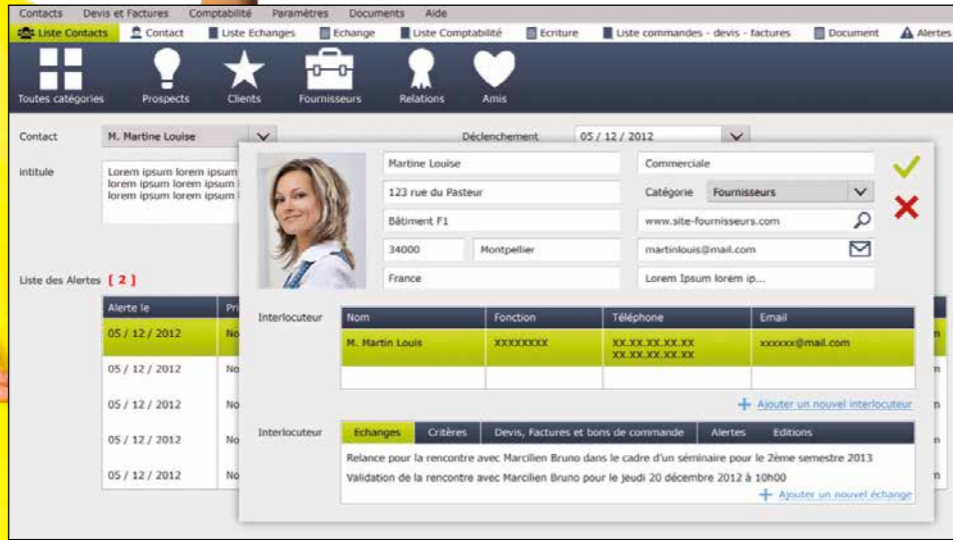 Contacts Devis et Factures Comptabilité Paramètres Documents Aide
Liste Contacts Contact Liste Echanges Echange Liste Comptabilité Ecriture Liste commandes - devis - factures Document Alertes
Toutes catégories Prospects Clients Fournisseurs Relations Amis
Contact M. Martine Louise Déclenchement 05 / 12 / 2012
intitule
Lorem ipsum lorem ipsum
lorem ipsum lorem ipsum
lorem ipsum lorem ipsum
Martine Louise Commerciale
123 rue du Pasteur Catégorie Fournisseurs
Bâtiment F1 www.site-fournisseurs.com
34000 Montpellier martinlouis@mail.com
France Lorem Ipsum lorem ip...
Liste des Alertes [ 2 ]
Alerte le
05 / 12 / 2012 No
05 / 12 / 2012 No
05 / 12 / 2012 No
05 / 12 / 2012 No
05 / 12 / 2012 No
Interlocuteur Nom Fonction Téléphone Email
M. Martin Louis XXXXXXXX XX.XX.XX.XX.XX xxxxxx@mail.com
XX.XX.XX.XX.XX
+ Ajouter un nouvel interlocuteur
Interlocuteur Echanges Critères Devis, Factures et bons de commande Alertes Editions
Relance pour la rencontre avec Marcilien Bruno dans le cadre d'un séminaire pour le 2ème semestre 2013
Validation de la rencontre avec Marcilien Bruno pour le jeudi 20 décembre 2012 à 10h00
+ Ajouter un nouvel échange